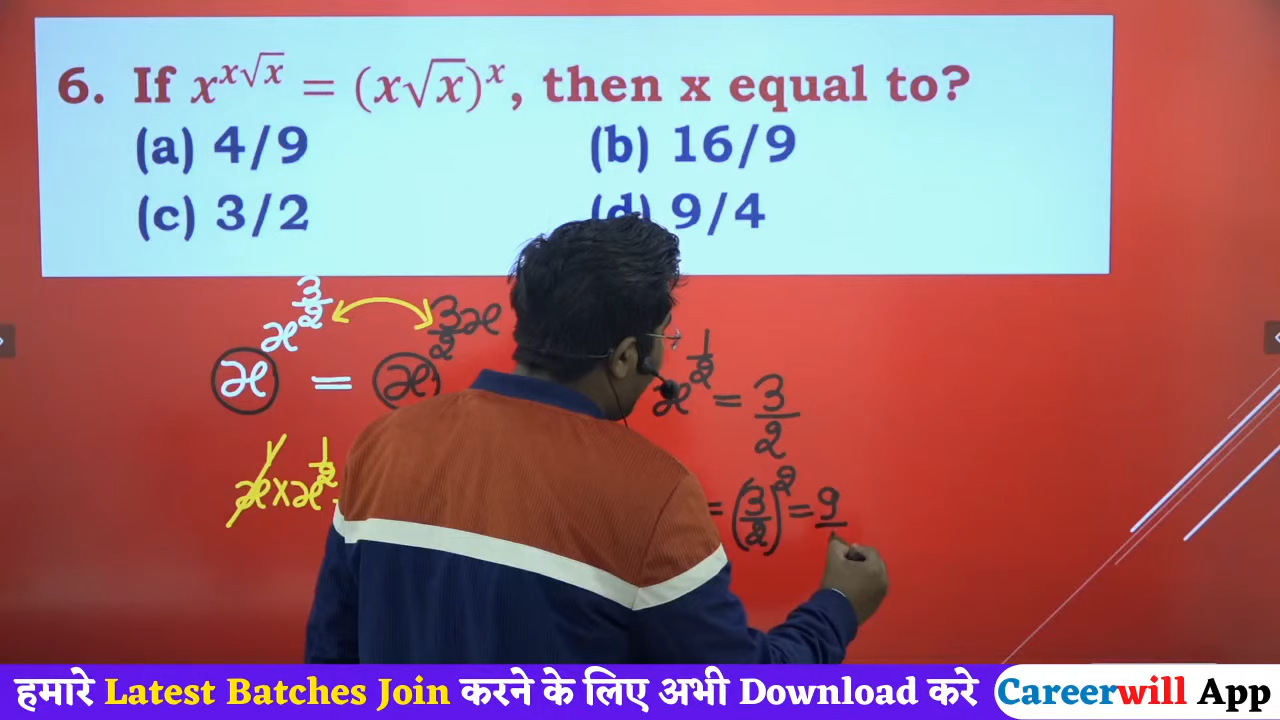 6. If x^{x√x} = (x√x)^x, then x equal to?
(a) 4/9 (b) 16/9
(c) 3/2 (d) 9/4
x^{x^{3/2}} = x^{3/2 x}
x^{1/2} = 3/2
x × x^{1/2}
= (3/2)^2 = 9
हमारे Latest Batches Join करने के लिए अभी Download करे Careerwill App